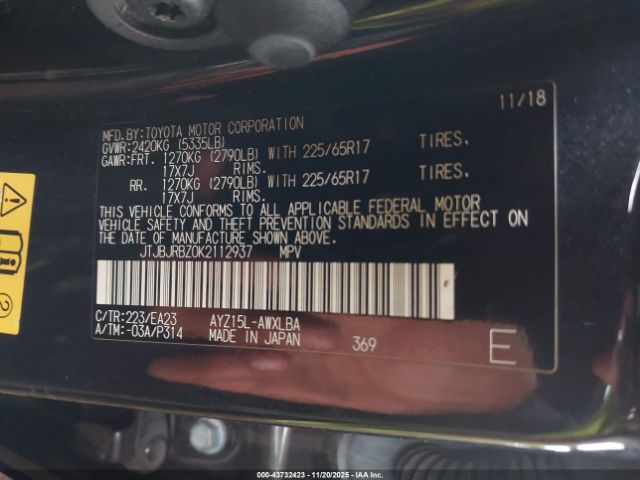 11/18
MFD.BY:TOYOTA MOTOR CORPORATION
GVWR:2420KG (5335LB)
GAWR:FRT. 1270KG (2790LB) WITH 225/65R17 TIRES.
17X7J RIMS.
RR. 1270KG (2790LB) WITH 225/65R17 TIRES.
17X7J RIMS.
THIS VEHICLE CONFORMS TO ALL APPLICABLE FEDERAL MOTOR
VEHICLE SAFETY AND THEFT PREVENTION STANDARDS IN EFFECT ON
THE DATE OF MANUFACTURE SHOWN ABOVE.
JTJBJRBZ0K2112937 MPV
C/TR:223/EA23 AYZ15L-AWXLBA
A/TM:-03A/P314 MADE IN JAPAN 369 E
2
000-43732423 - 11/20/2025 - IAA Inc.